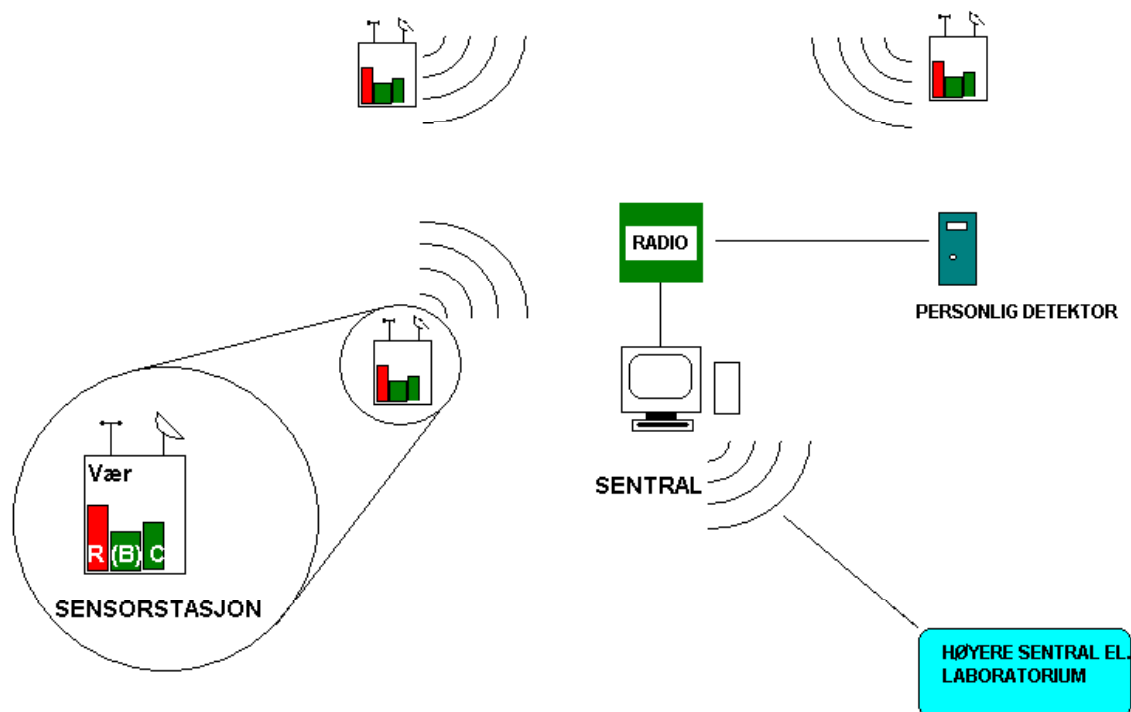 RADIO
PERSONLIG DETEKTOR
Vær
R (B) C
SENSORSTASJON
SENTRAL
HØYERE SENTRAL EL.
LABORATORIUM